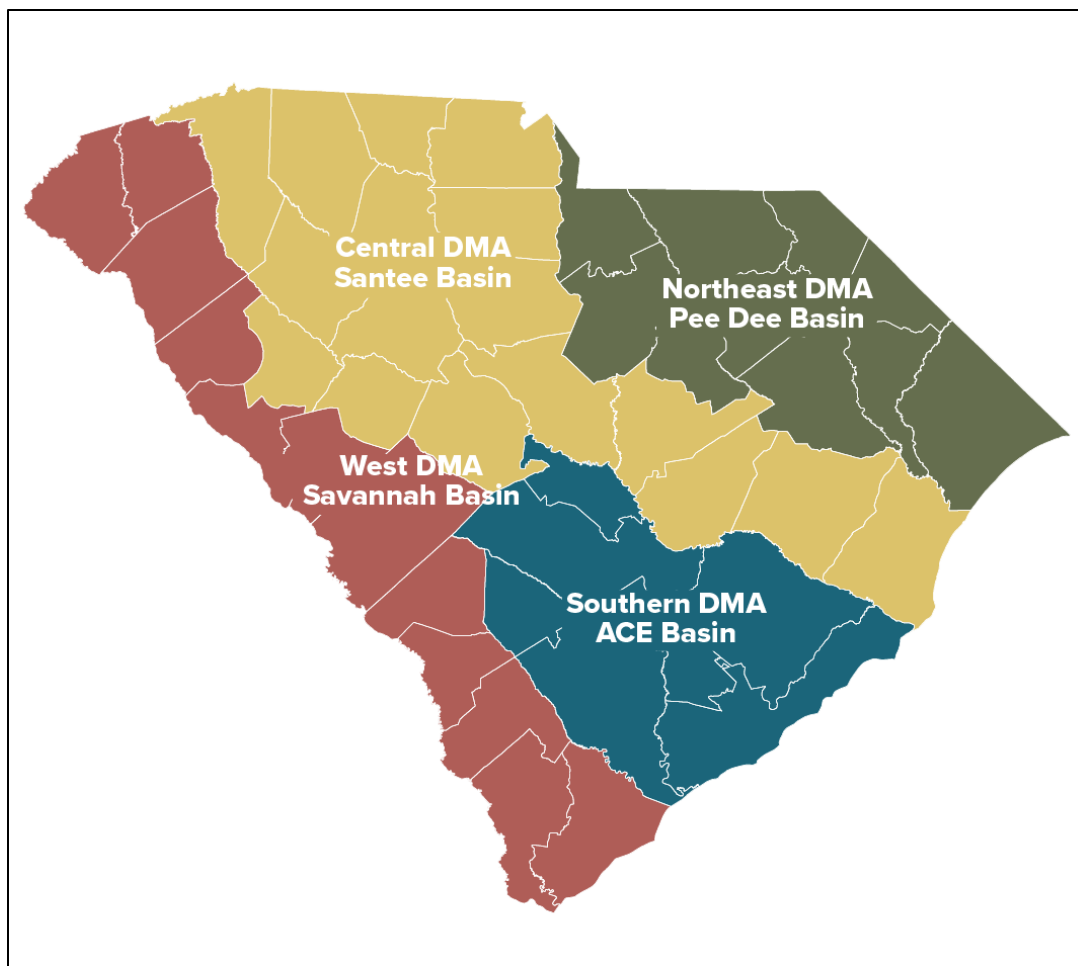 Central DMA
Santee Basin
Northeast DMA
Pee Dee Basin
West DMA
Savannah Basin
Southern DMA
ACE Basin